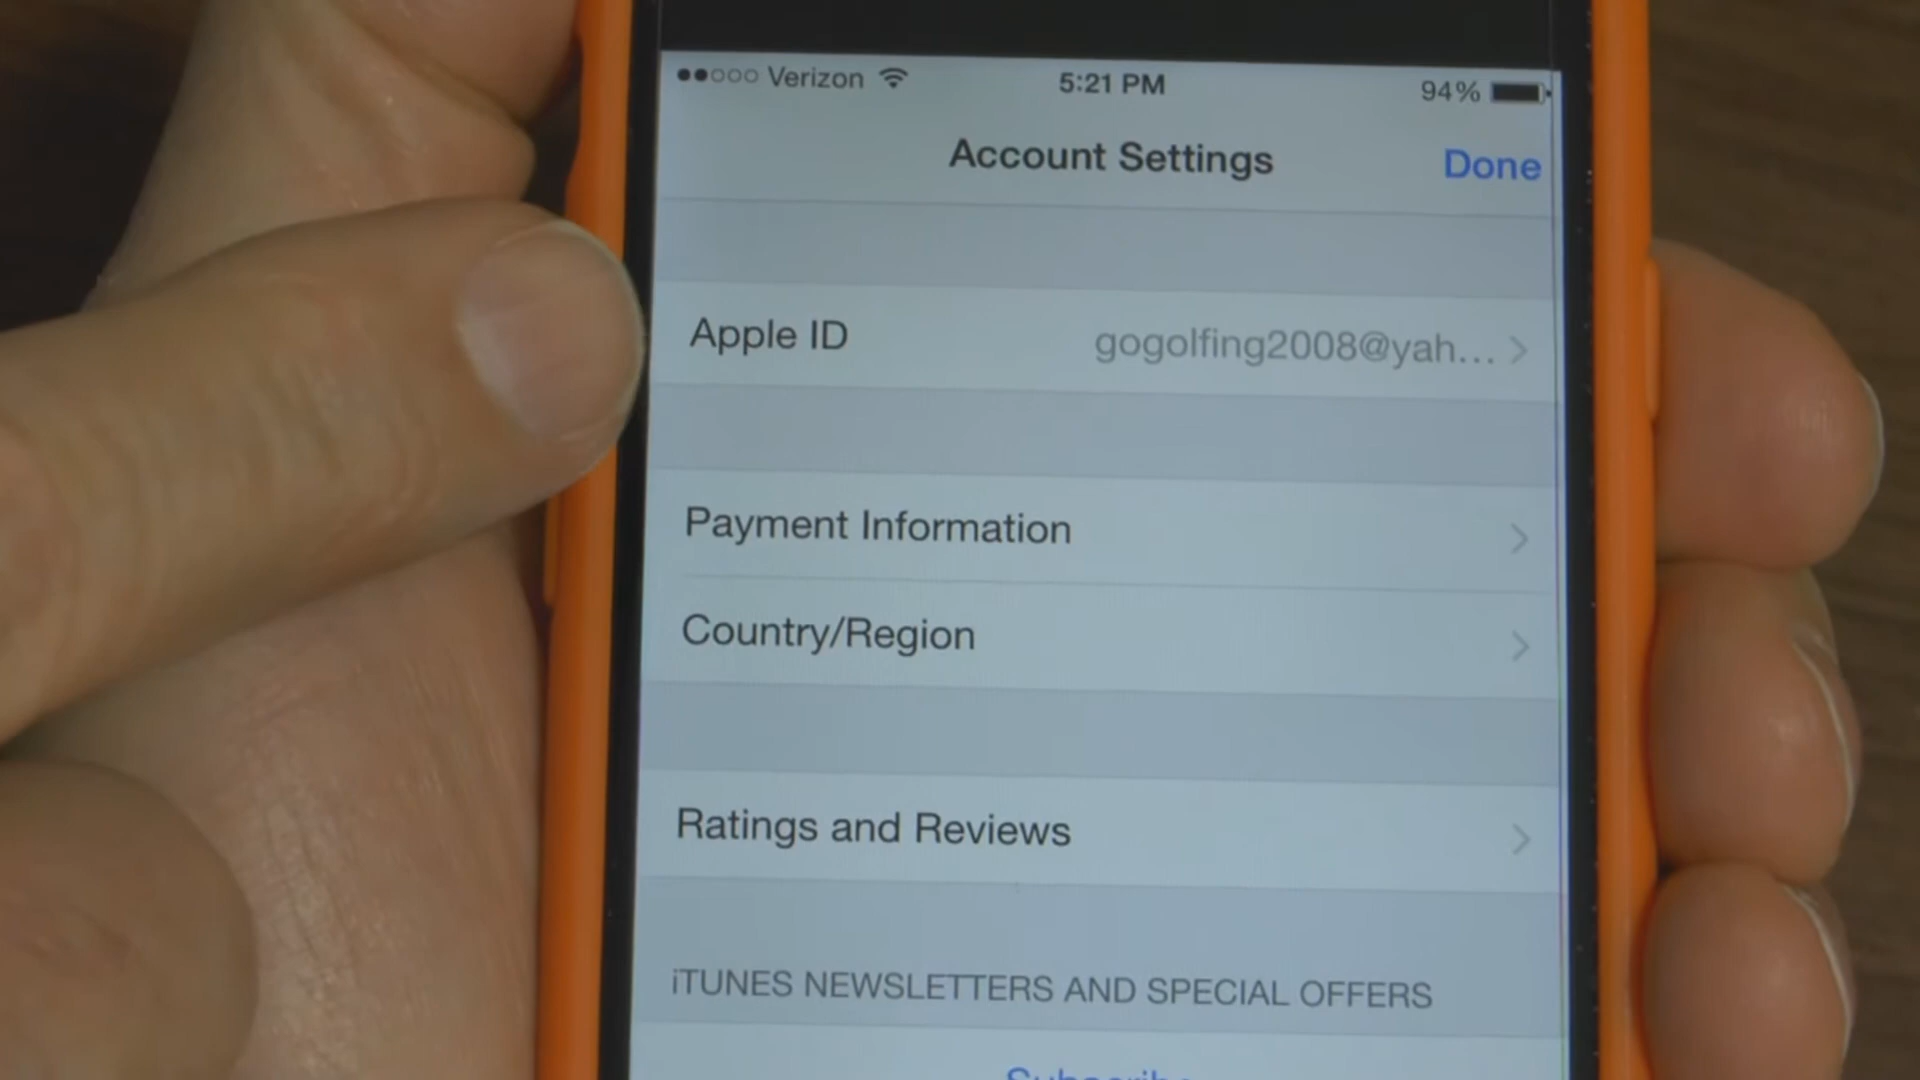 Verizon 5:21 PM 94%
Account Settings Done
Apple ID gogolfing2008@yah...
Payment Information
Country/Region
Ratings and Reviews
iTUNES NEWSLETTERS AND SPECIAL OFFERS